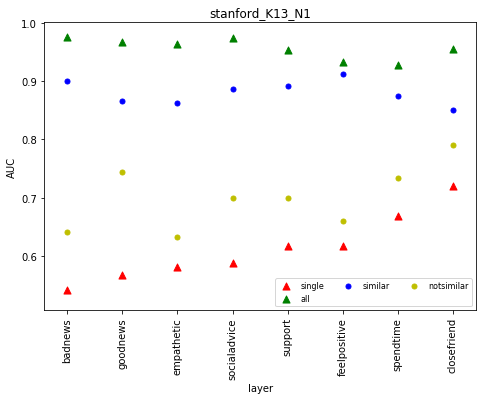 stanford_K13_N1
1.0
0.9
0.8
0.7
0.6
AUC
single
similar
notsimilar
all
badnews
goodnews
empathetic
socialadvice
support
feelpositive
spendtime
closefriend
layer